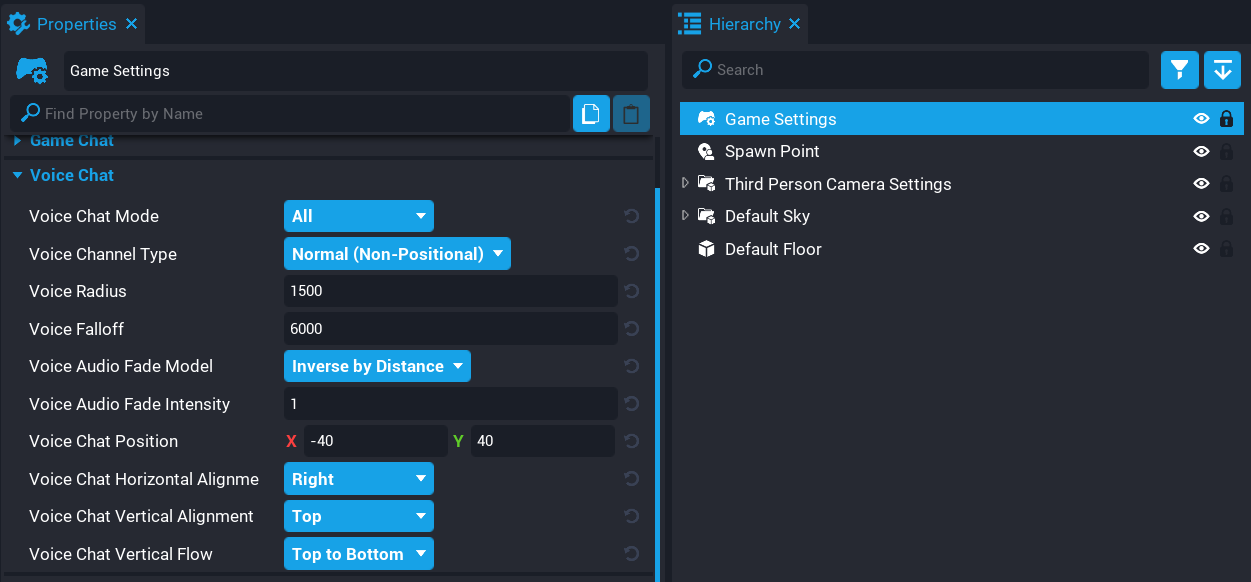 Properties
Game Settings
Find Property by Name
Game Chat
Voice Chat
Voice Chat Mode All
Voice Channel Type Normal (Non-Positional)
Voice Radius 1500
Voice Falloff 6000
Voice Audio Fade Model Inverse by Distance
Voice Audio Fade Intensity 1
Voice Chat Position X -40 Y 40
Voice Chat Horizontal Alignme Right
Voice Chat Vertical Alignment Top
Voice Chat Vertical Flow Top to Bottom
Hierarchy
Search
Game Settings
Spawn Point
Third Person Camera Settings
Default Sky
Default Floor